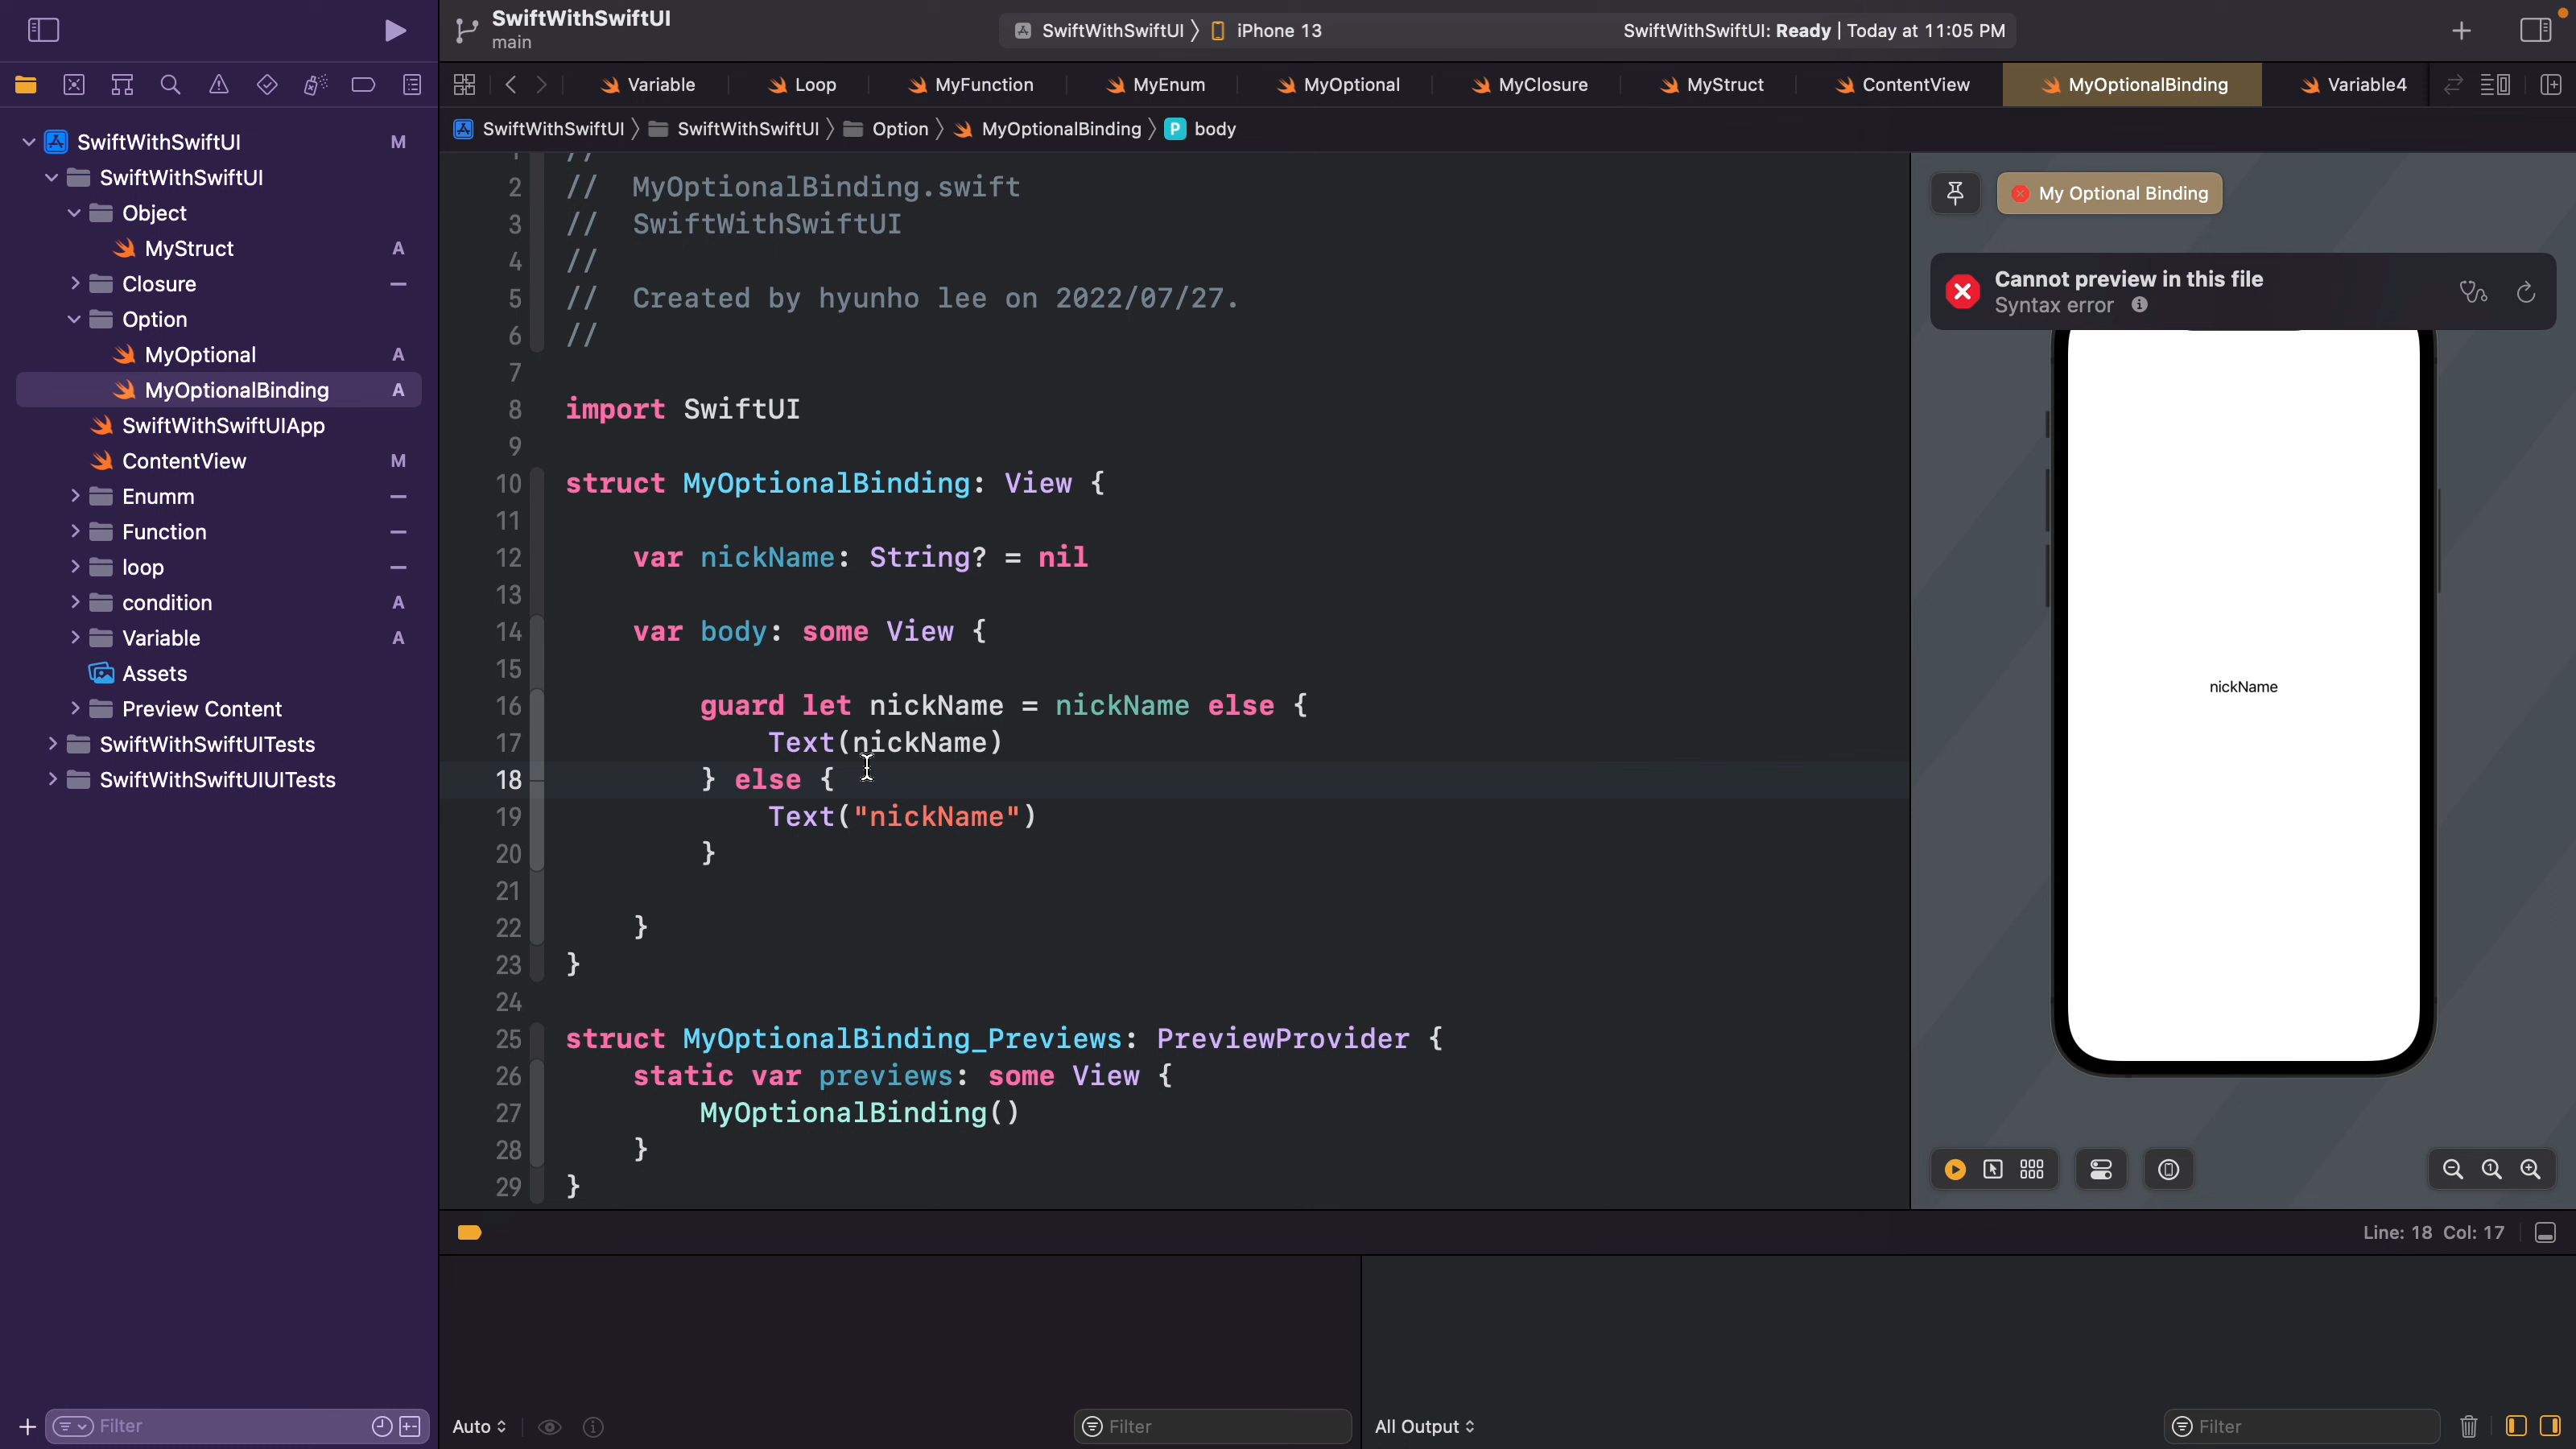 SwiftWithSwiftUI
main
SwiftWithSwiftUI 〉 iPhone 13
SwiftWithSwiftUI: Ready | Today at 11:05 PM
Variable
Loop
MyFunction
MyEnum
MyOptional
MyClosure
MyStruct
ContentView
MyOptionalBinding
Variable4
SwiftWithSwiftUI 〉 SwiftWithSwiftUI 〉 Option 〉 MyOptionalBinding 〉 P body
SwiftWithSwiftUI M
SwiftWithSwiftUI
Object
MyStruct A
Closure
Option
MyOptional A
MyOptionalBinding A
SwiftWithSwiftUIApp
ContentView M
Enumm
Function
loop
condition A
Variable A
Assets
Preview Content
SwiftWithSwiftUITests
SwiftWithSwiftUIUITests
Filter
1 //
2 // MyOptionalBinding.swift
3 // SwiftWithSwiftUI
4 //
5 // Created by hyunho lee on 2022/07/27.
6 //
7
8 import SwiftUI
9
10 struct MyOptionalBinding: View {
11
12 var nickName: String? = nil
13
14 var body: some View {
15
16 guard let nickName = nickName else {
17 Text(nickName)
18 } else {
19 Text("nickName")
20 }
21
22 }
23 }
24
25 struct MyOptionalBinding_Previews: PreviewProvider {
26 static var previews: some View {
27 MyOptionalBinding()
28 }
29 }
My Optional Binding
Cannot preview in this file
Syntax error
nickName
Line: 18 Col: 17
Auto
Filter
All Output
Filter